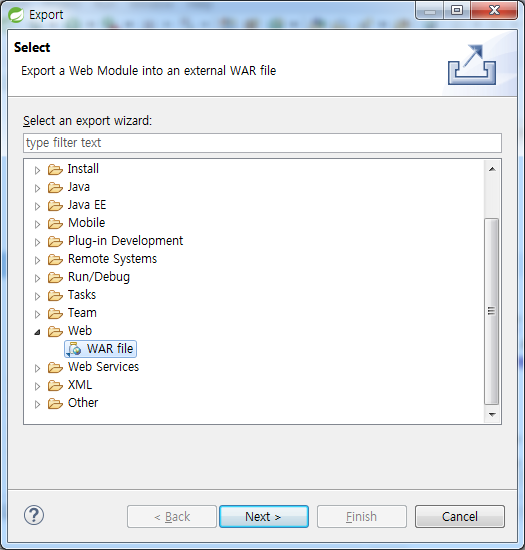 Export
Select
Export a Web Module into an external WAR file
Select an export wizard:
type filter text
Install
Java
Java EE
Mobile
Plug-in Development
Remote Systems
Run/Debug
Tasks
Team
Web
WAR file
Web Services
XML
Other
? < Back Next > Finish Cancel